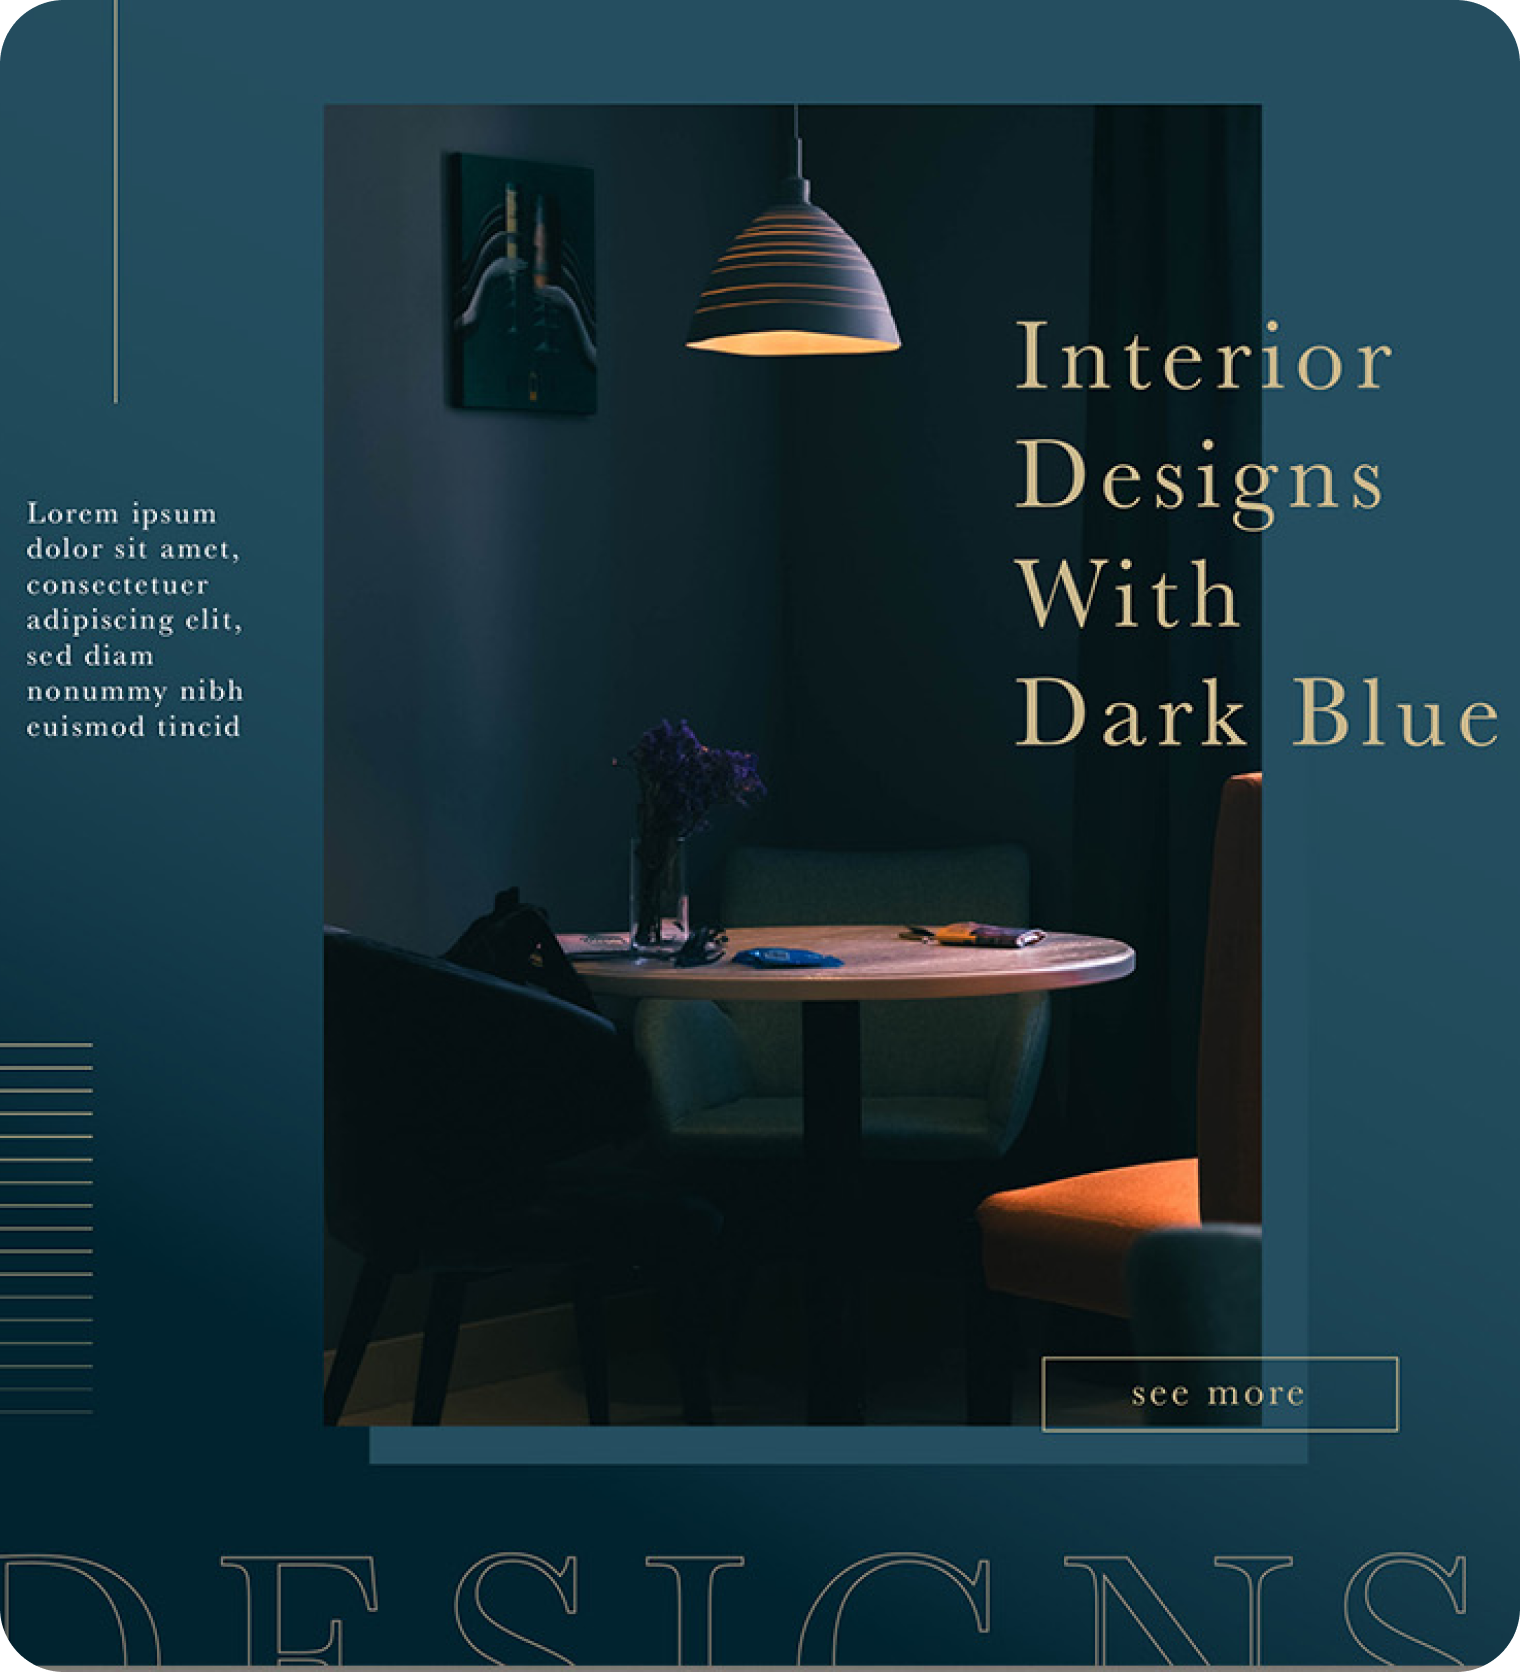 Interior
Designs
With
Dark Blue
Lorem ipsum
dolor sit amet,
consectetuer
adipiscing elit,
sed diam
nonummy nibh
euismod tincid
see more
DESIGNS